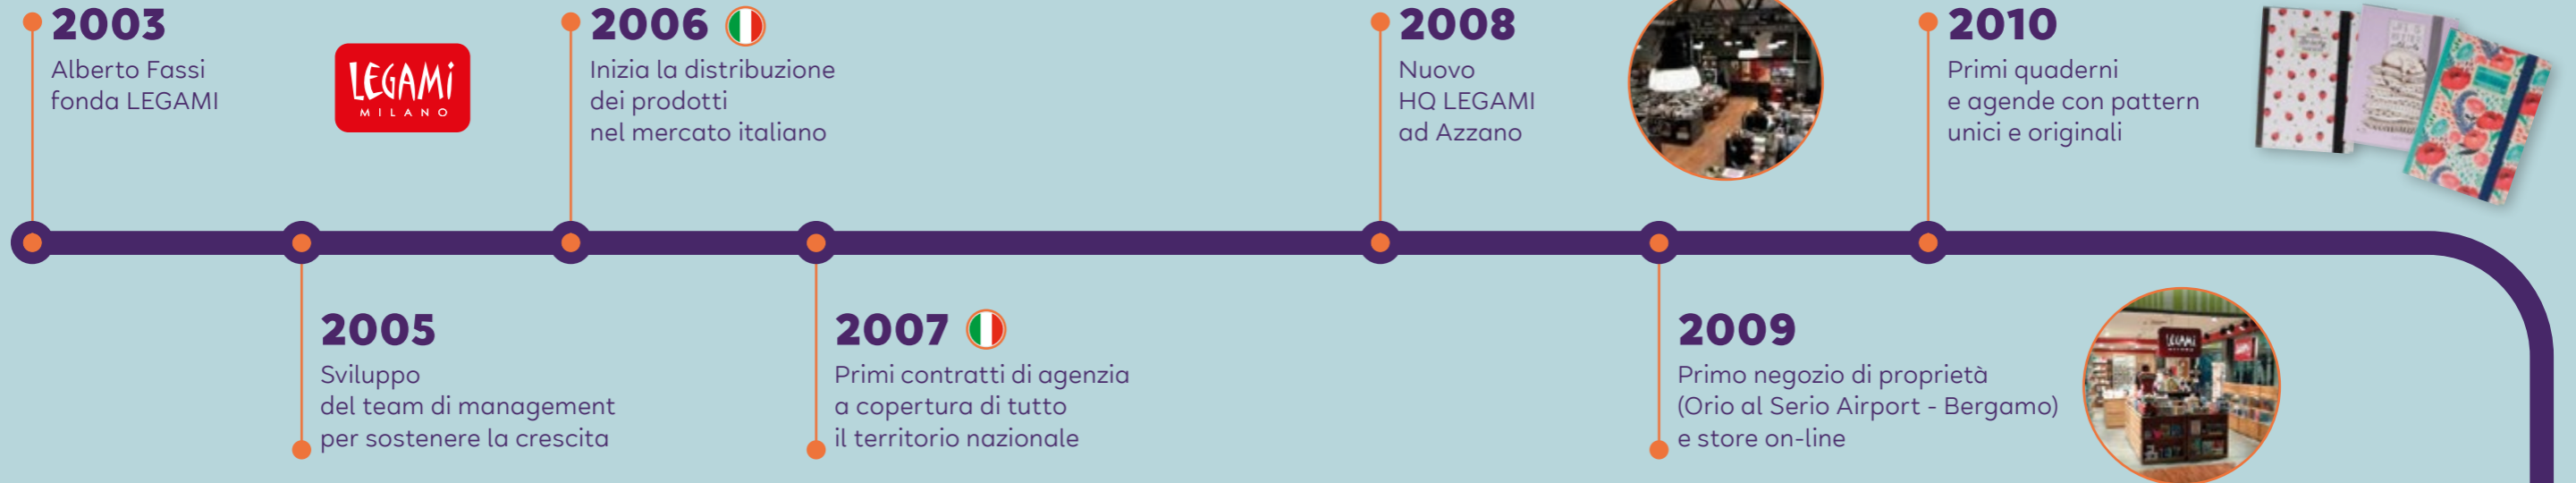 2003
Alberto Fassi
fonda LEGAMI
LEGAMi
MILANO
2005
Sviluppo
del team di management
per sostenere la crescita
2006
Inizia la distribuzione
dei prodotti
nel mercato italiano
2007
Primi contratti di agenzia
a copertura di tutto
il territorio nazionale
2008
Nuovo
HQ LEGAMI
ad Azzano
2009
Primo negozio di proprietà
(Orio al Serio Airport - Bergamo)
e store on-line
LEGAMi
2010
Primi quaderni
e agende con pattern
unici e originali